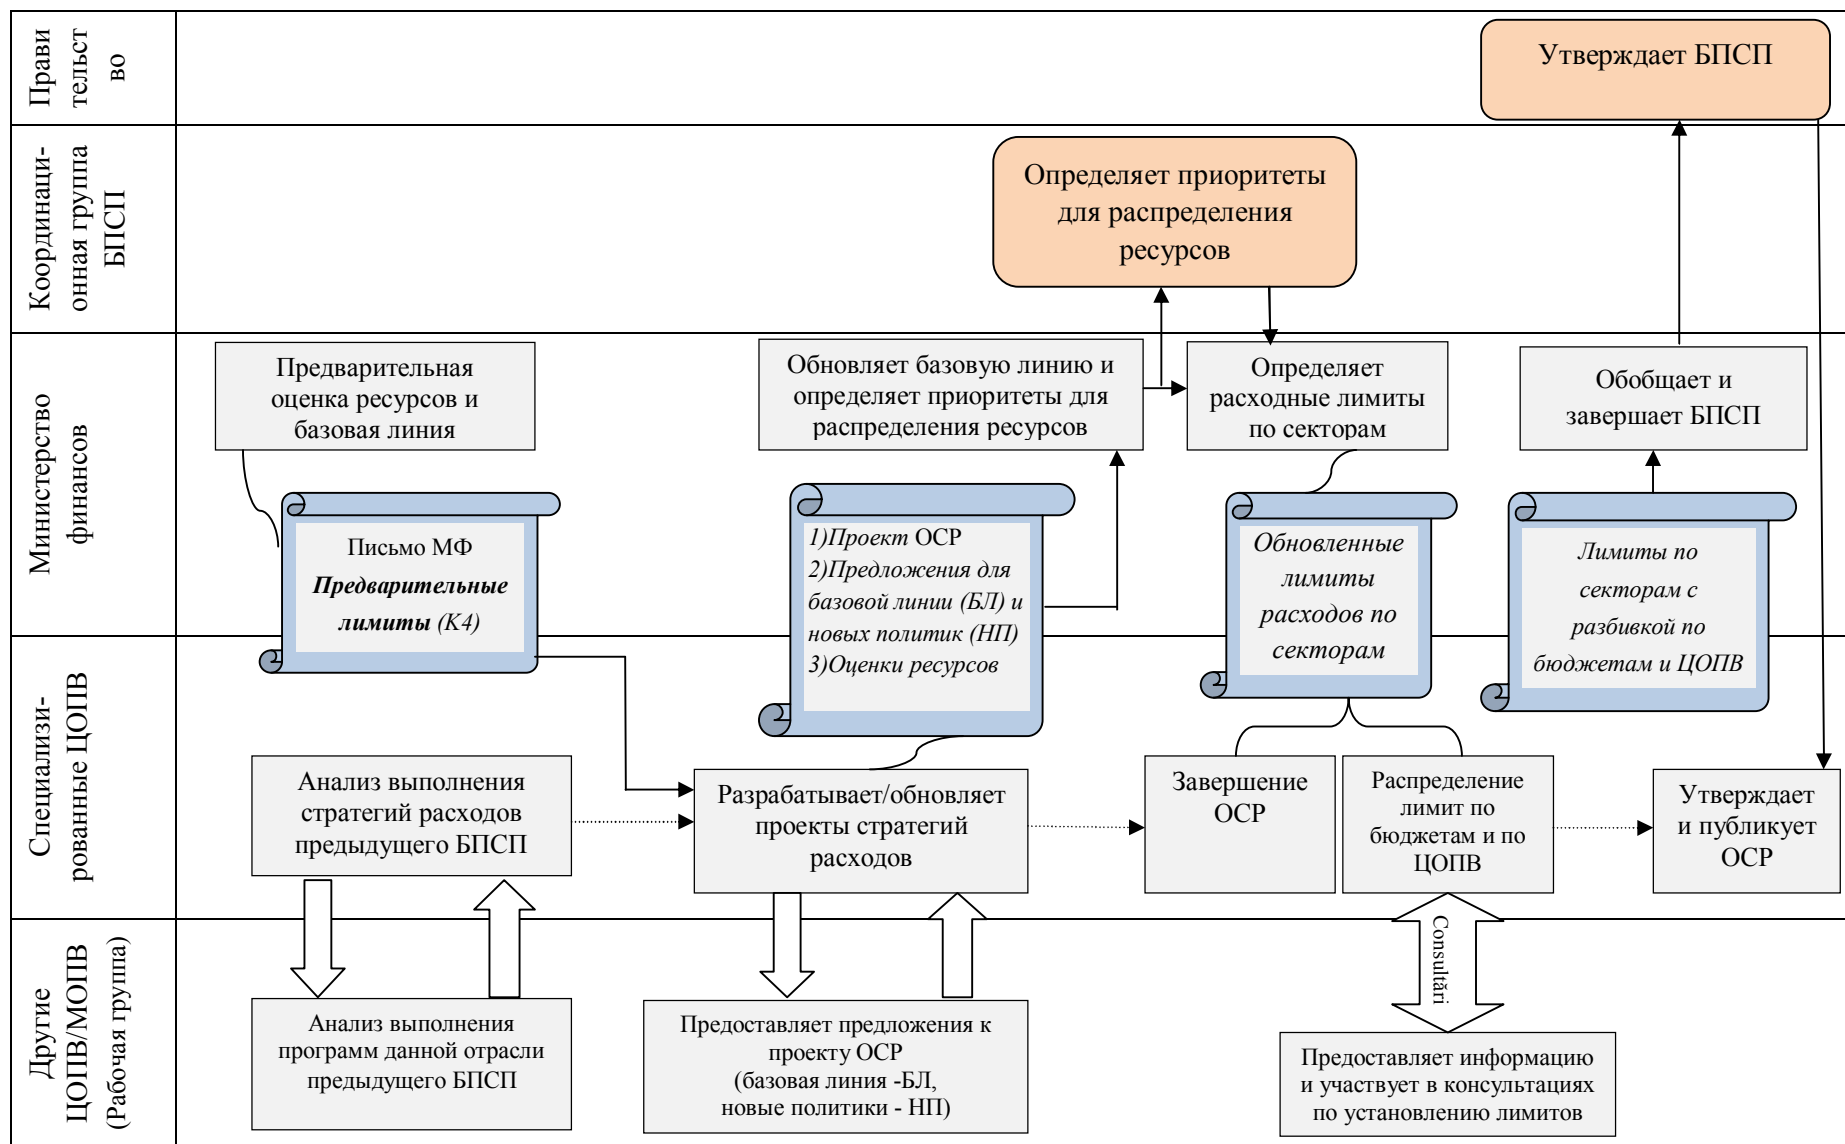 Прави
тельст
во
Утверждает БПСП
Координаци-
онная группа
БПСП
Определяет приоритеты
для распределения
ресурсов
Министерство
финансов
Предварительная
оценка ресурсов и
базовая линия
Обновляет базовую линию и
определяет приоритеты для
распределения ресурсов
Определяет
расходные лимиты
по секторам
Обобщает и
завершает БПСП
Письмо МФ
Предварительные
лимиты (К4)
1)Проект ОСР
2)Предложения для
базовой линии (БЛ) и
новых политик (НП)
3)Оценки ресурсов
Обновленные
лимиты
расходов по
секторам
Лимиты по
секторам с
разбивкой по
бюджетам и ЦОПВ
Специализи-
рованные ЦОПВ
Анализ выполнения
стратегий расходов
предыдущего БПСП
Разрабатывает/обновляет
проекты стратегий
расходов
Завершение
ОСР
Распределение
лимит по
бюджетам и по
ЦОПВ
Утверждает
и публикует
ОСР
Другие
ЦОПВ/МОПВ
(Рабочая группа)
Анализ выполнения
программ данной отрасли
предыдущего БПСП
Предоставляет предложения к
проекту ОСР
(базовая линия -БЛ,
новые политики - НП)
Consultări
Предоставляет информацию
и участвует в консультациях
по установлению лимитов